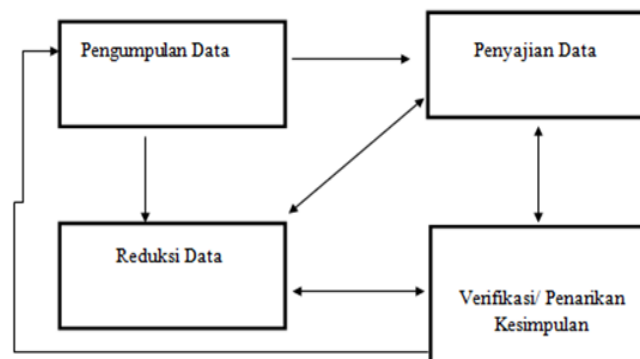 Pengumpulan Data
Penyajian Data
Reduksi Data
Verifikasi/ Penarikan
Kesimpulan